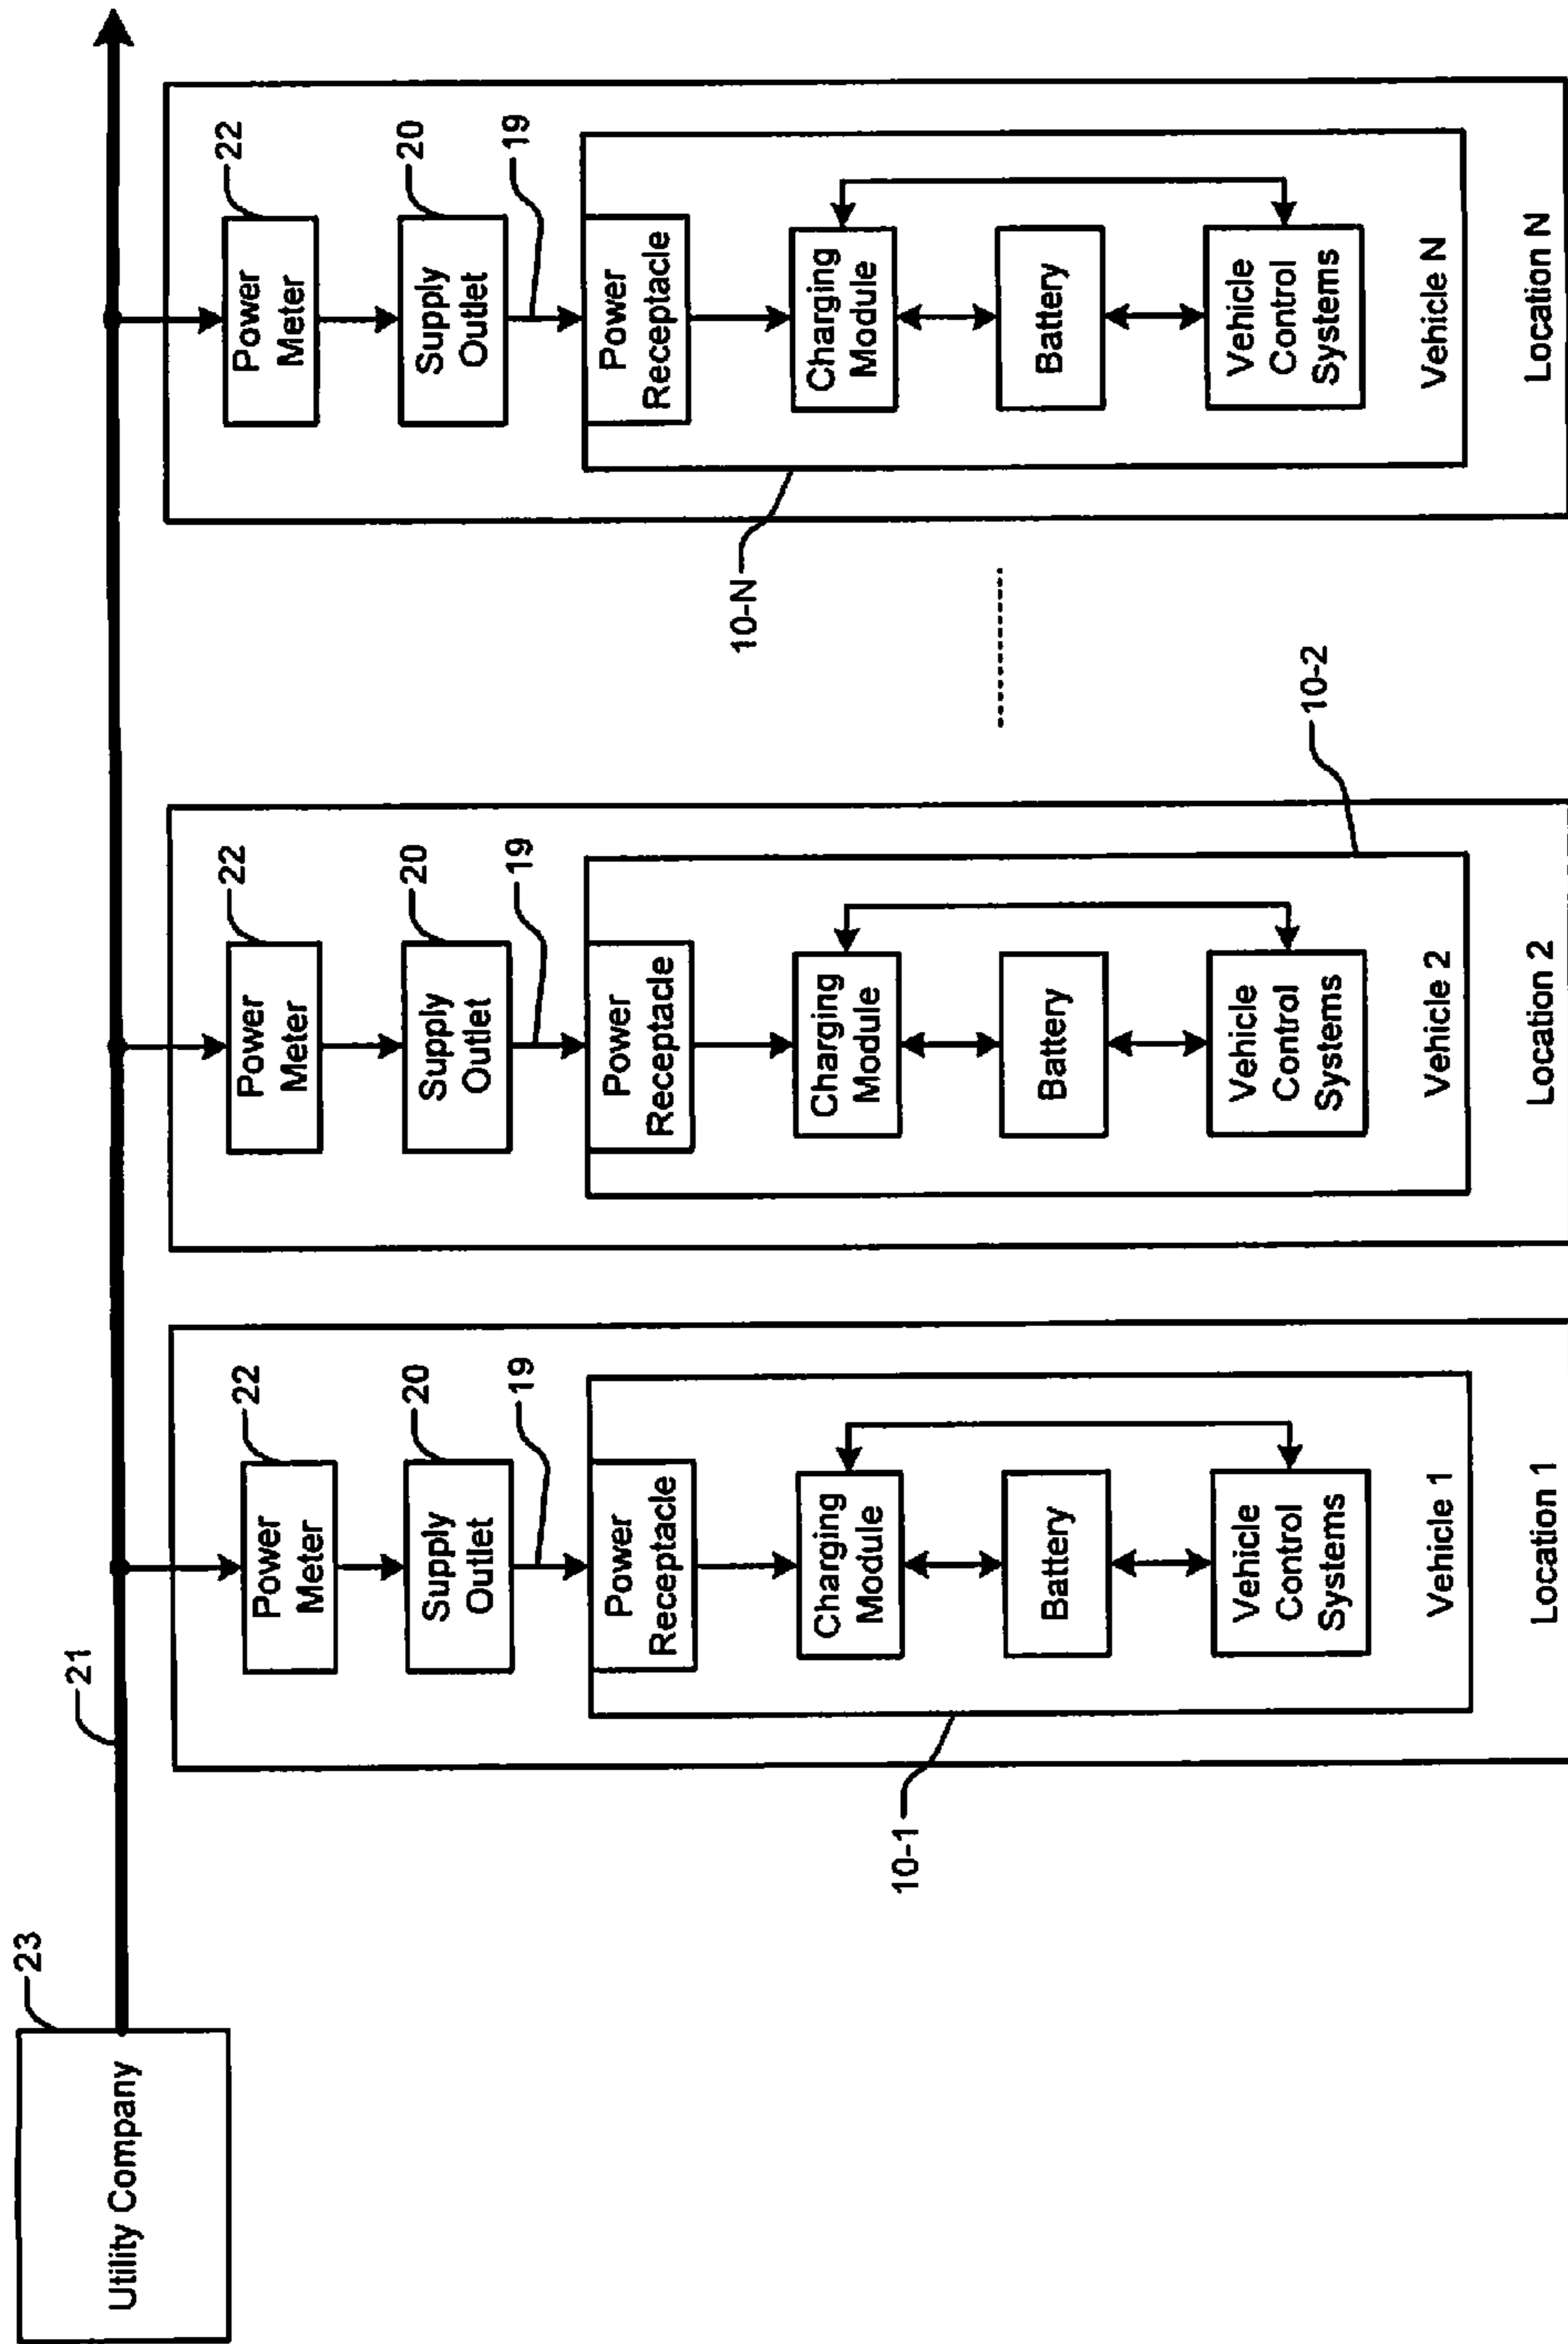 Utility Company
23
21
Power
Meter
22
Supply
Outlet
20
19
Power
Receptacle
Charging
Module
Battery
Vehicle
Control
Systems
Vehicle 1
Location 1
10-1
Power
Meter
22
Supply
Outlet
20
19
Power
Receptacle
Charging
Module
Battery
Vehicle
Control
Systems
Vehicle 2
Location 2
10-2
Power
Meter
22
Supply
Outlet
20
19
Power
Receptacle
Charging
Module
Battery
Vehicle
Control
Systems
Vehicle N
Location N
10-N